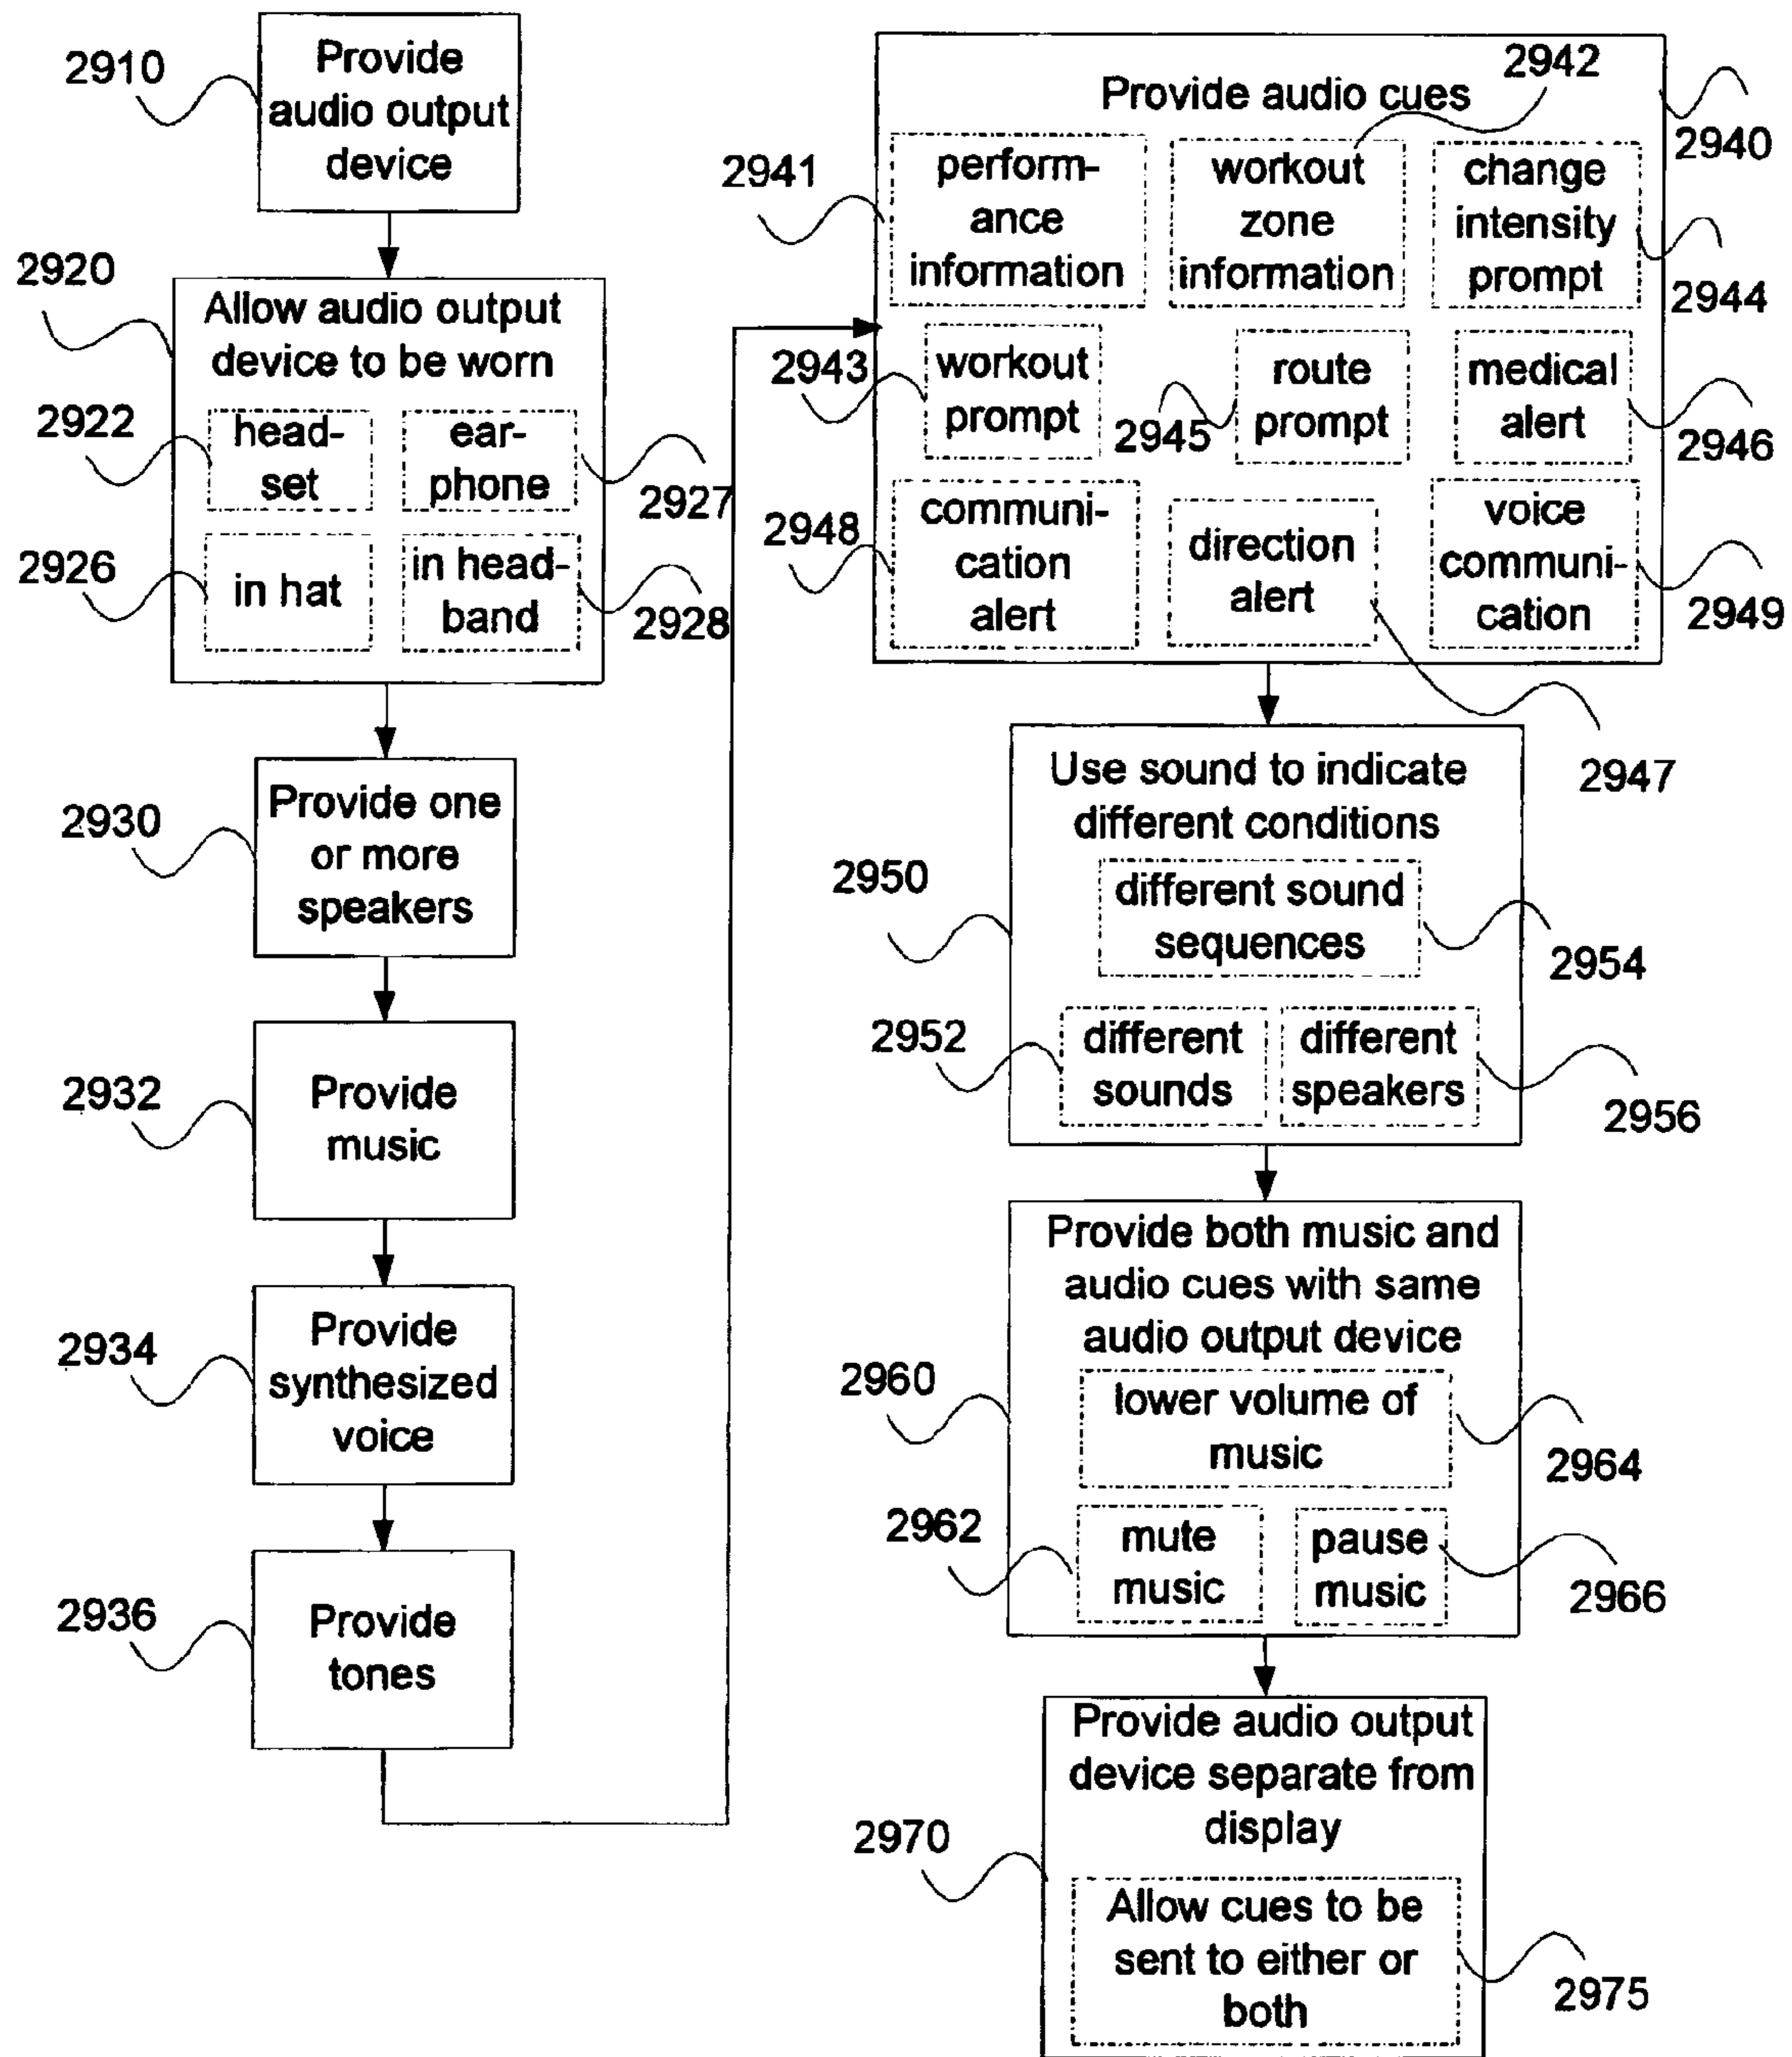 2910
Provide
audio output
device
2920
Allow audio output
device to be worn
2922
head-
set
ear-
phone
2927
2926
in hat
in head-
band
2928
2930
Provide one
or more
speakers
2932
Provide
music
2934
Provide
synthesized
voice
2936
Provide
tones
Provide audio cues
2940
2941
perform-
ance
information
2942
workout
zone
information
change
intensity
prompt
2944
2943
workout
prompt
2945
route
prompt
medical
alert
2946
2948
communi-
cation
alert
direction
alert
2947
voice
communi-
cation
2949
2950
Use sound to indicate
different conditions
different sound
sequences
2954
2952
different
sounds
different
speakers
2956
2960
Provide both music and
audio cues with same
audio output device
lower volume of
music
2964
2962
mute
music
pause
music
2966
2970
Provide audio output
device separate from
display
Allow cues to be
sent to either or
both
2975